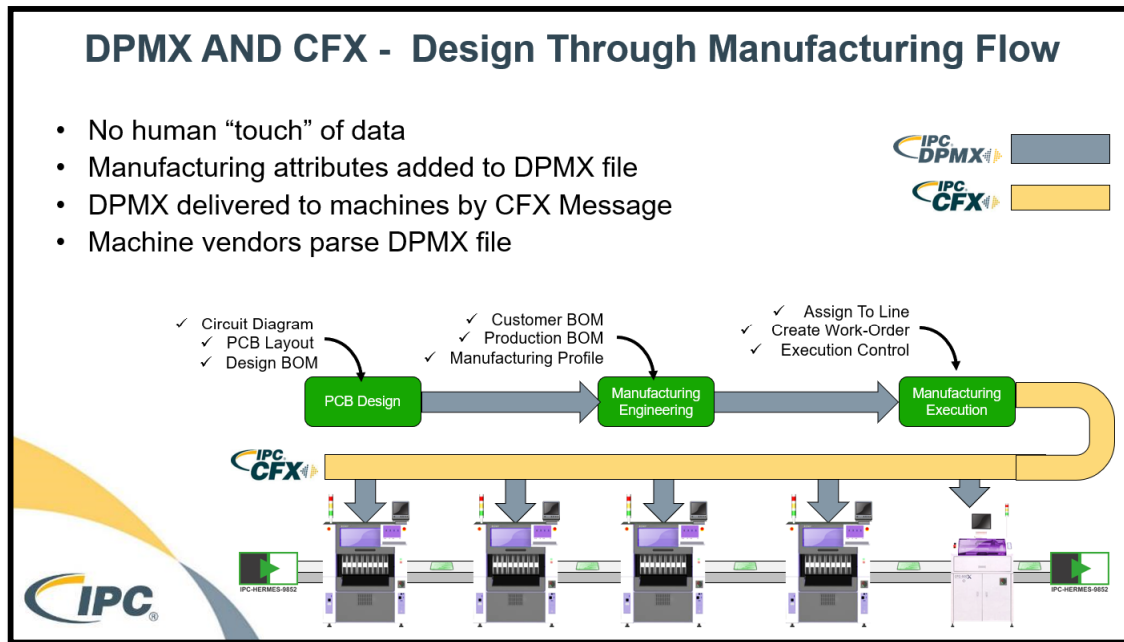 DPMX AND CFX - Design Through Manufacturing Flow
• No human “touch” of data
• Manufacturing attributes added to DPMX file
• DPMX delivered to machines by CFX Message
• Machine vendors parse DPMX file
IPC
DPMX
IPC
CFX
✓ Circuit Diagram
✓ PCB Layout
✓ Design BOM
✓ Customer BOM
✓ Production BOM
✓ Manufacturing Profile
✓ Assign To Line
✓ Create Work-Order
✓ Execution Control
PCB Design
Manufacturing
Engineering
Manufacturing
Execution
IPC
CFX
IPC-HERMES-9852
IPC-HERMES-9852
IPC®